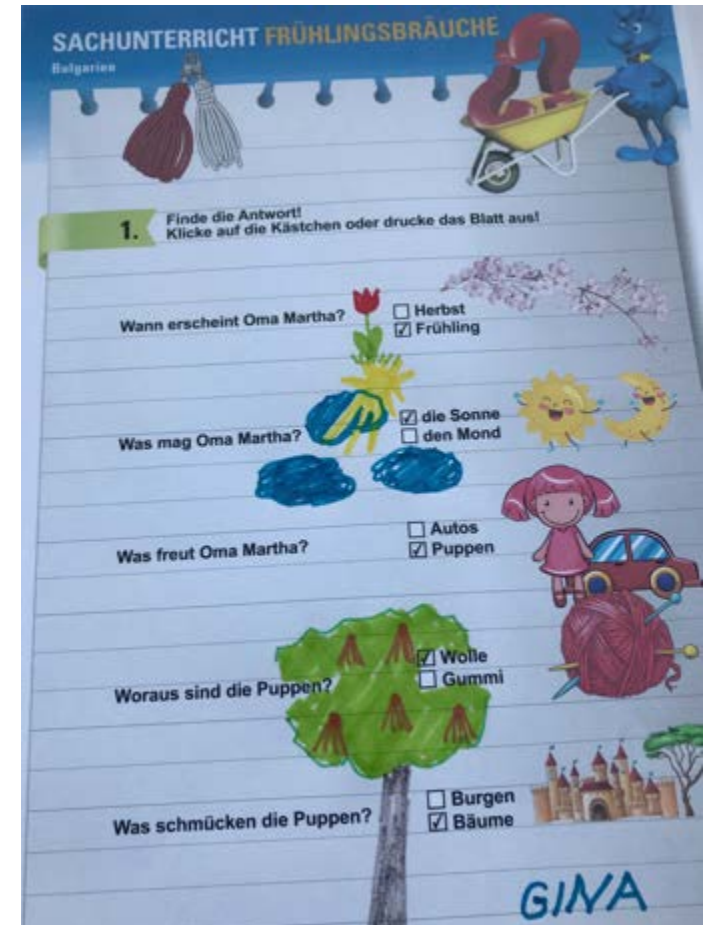 SACHUNTERRICHT FRÜHLINGSBRÄUCHE
Bulgarien
1. Finde die Antwort!
Klicke auf die Kästchen oder drucke das Blatt aus!
Wann erscheint Oma Martha?
Herbst
Frühling
Was mag Oma Martha?
die Sonne
den Mond
Was freut Oma Martha?
Autos
Puppen
Woraus sind die Puppen?
Wolle
Gummi
Was schmücken die Puppen?
Burgen
Bäume
GINA